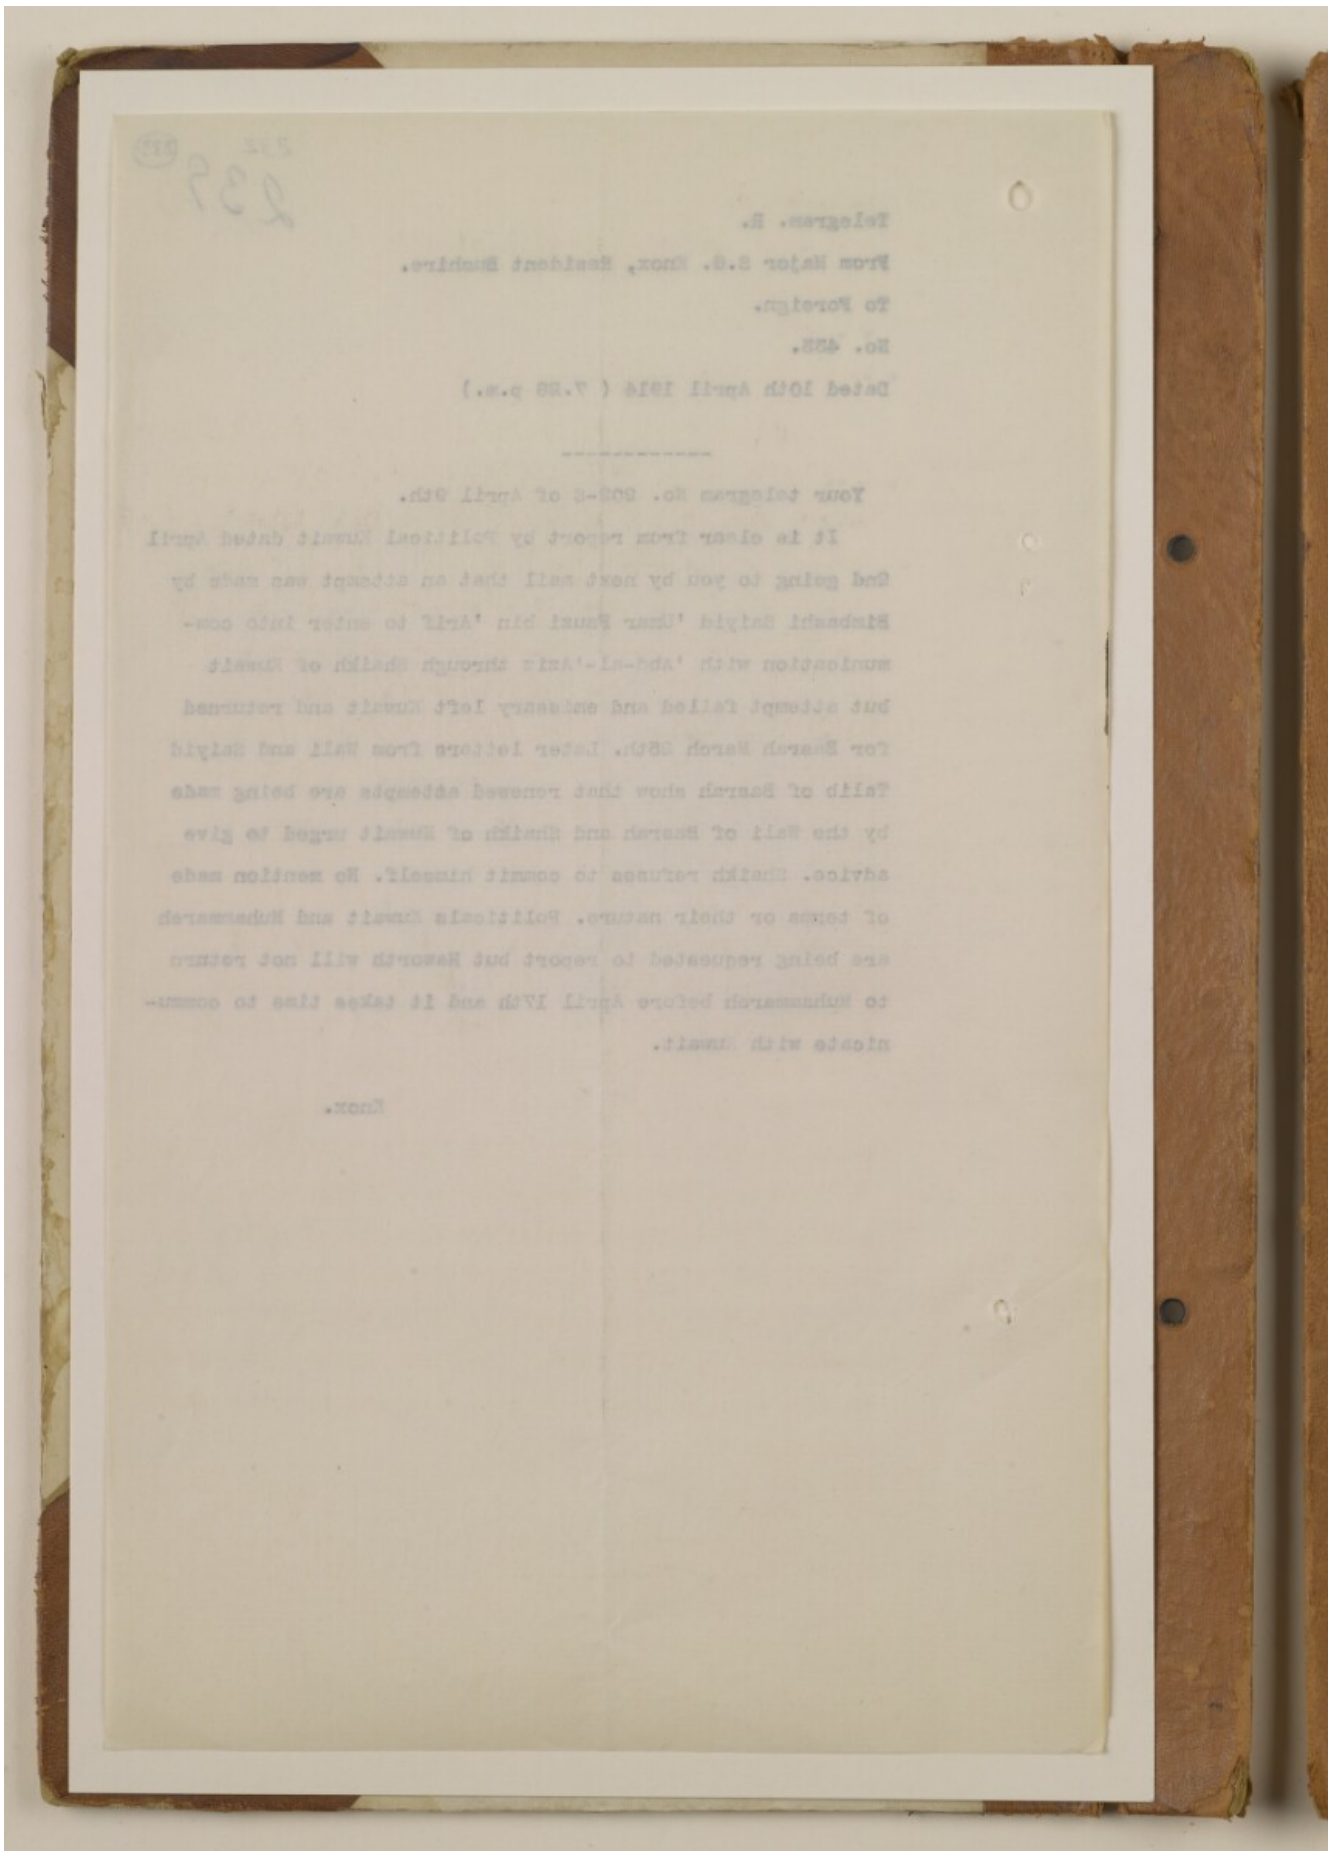 232
239
Telegram. R.
From Major S.G. Knox, Resident Bushire.
To Foreign.
No.
Dated 10th April 1914 ( 7.28 p.m.)
------------
Your telegram No. of April 9th.
It is clear from report by Political Kuwait dated April
2nd going to you by next mail that an attempt was made by
Bimbashi Saiyid 'Umar Fauzi bin 'Arif to enter into com-
munication with 'Abd-al-'Aziz through Shaikh of Kuwait
but attempt failed and emissary left Kuwait and returned
for Basrah March Later letters from Wali and Saiyid
Talib of Basrah show that renewed attempts are being made
by the Wali of Basrah and Shaikh of Kuwait urged to give
advice. Shaikh refuses to commit himself. No mention made
of terms or their nature. Politicals Kuwait and Muhammareh
are being requested to report but Haworth will not return
to Muhammareh before April 17th and it takes time to commu-
nicate with Kuwait.
Knox.